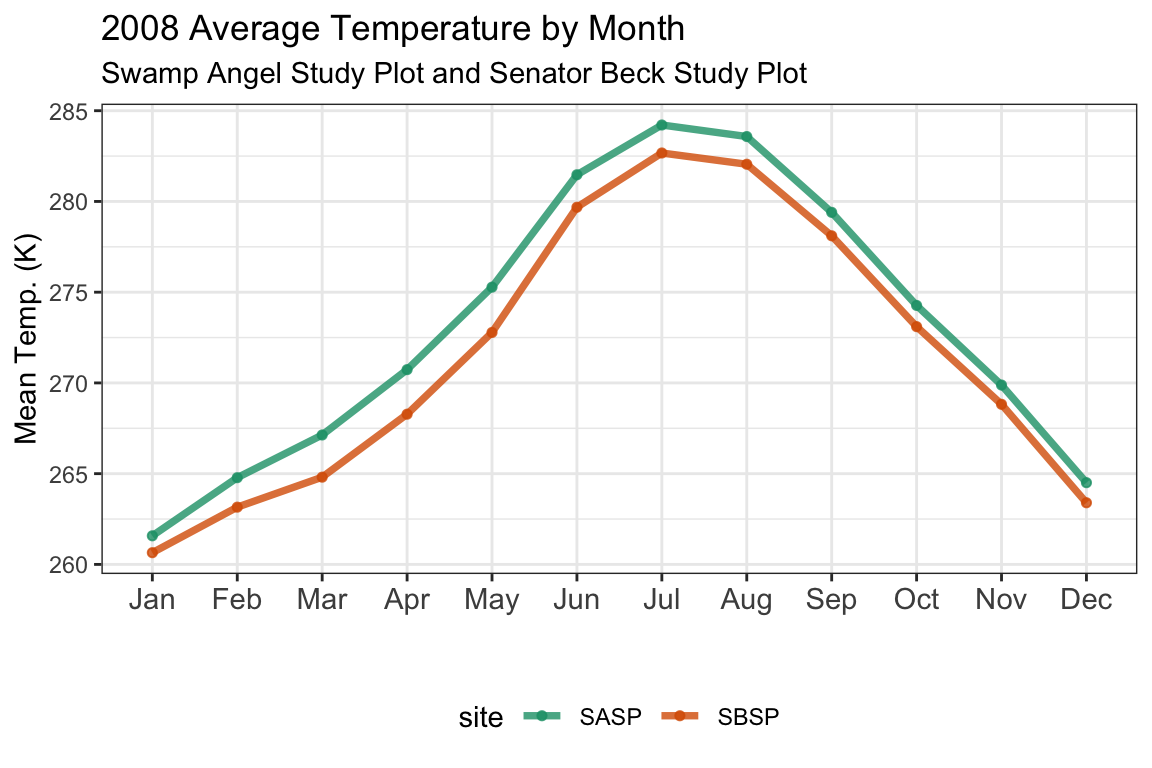 2008 Average Temperature by Month
Swamp Angel Study Plot and Senator Beck Study Plot
Mean Temp. (K)
285
280
275
270
265
260
Jan Feb Mar Apr May Jun Jul Aug Sep Oct Nov Dec
site SASP SBSP